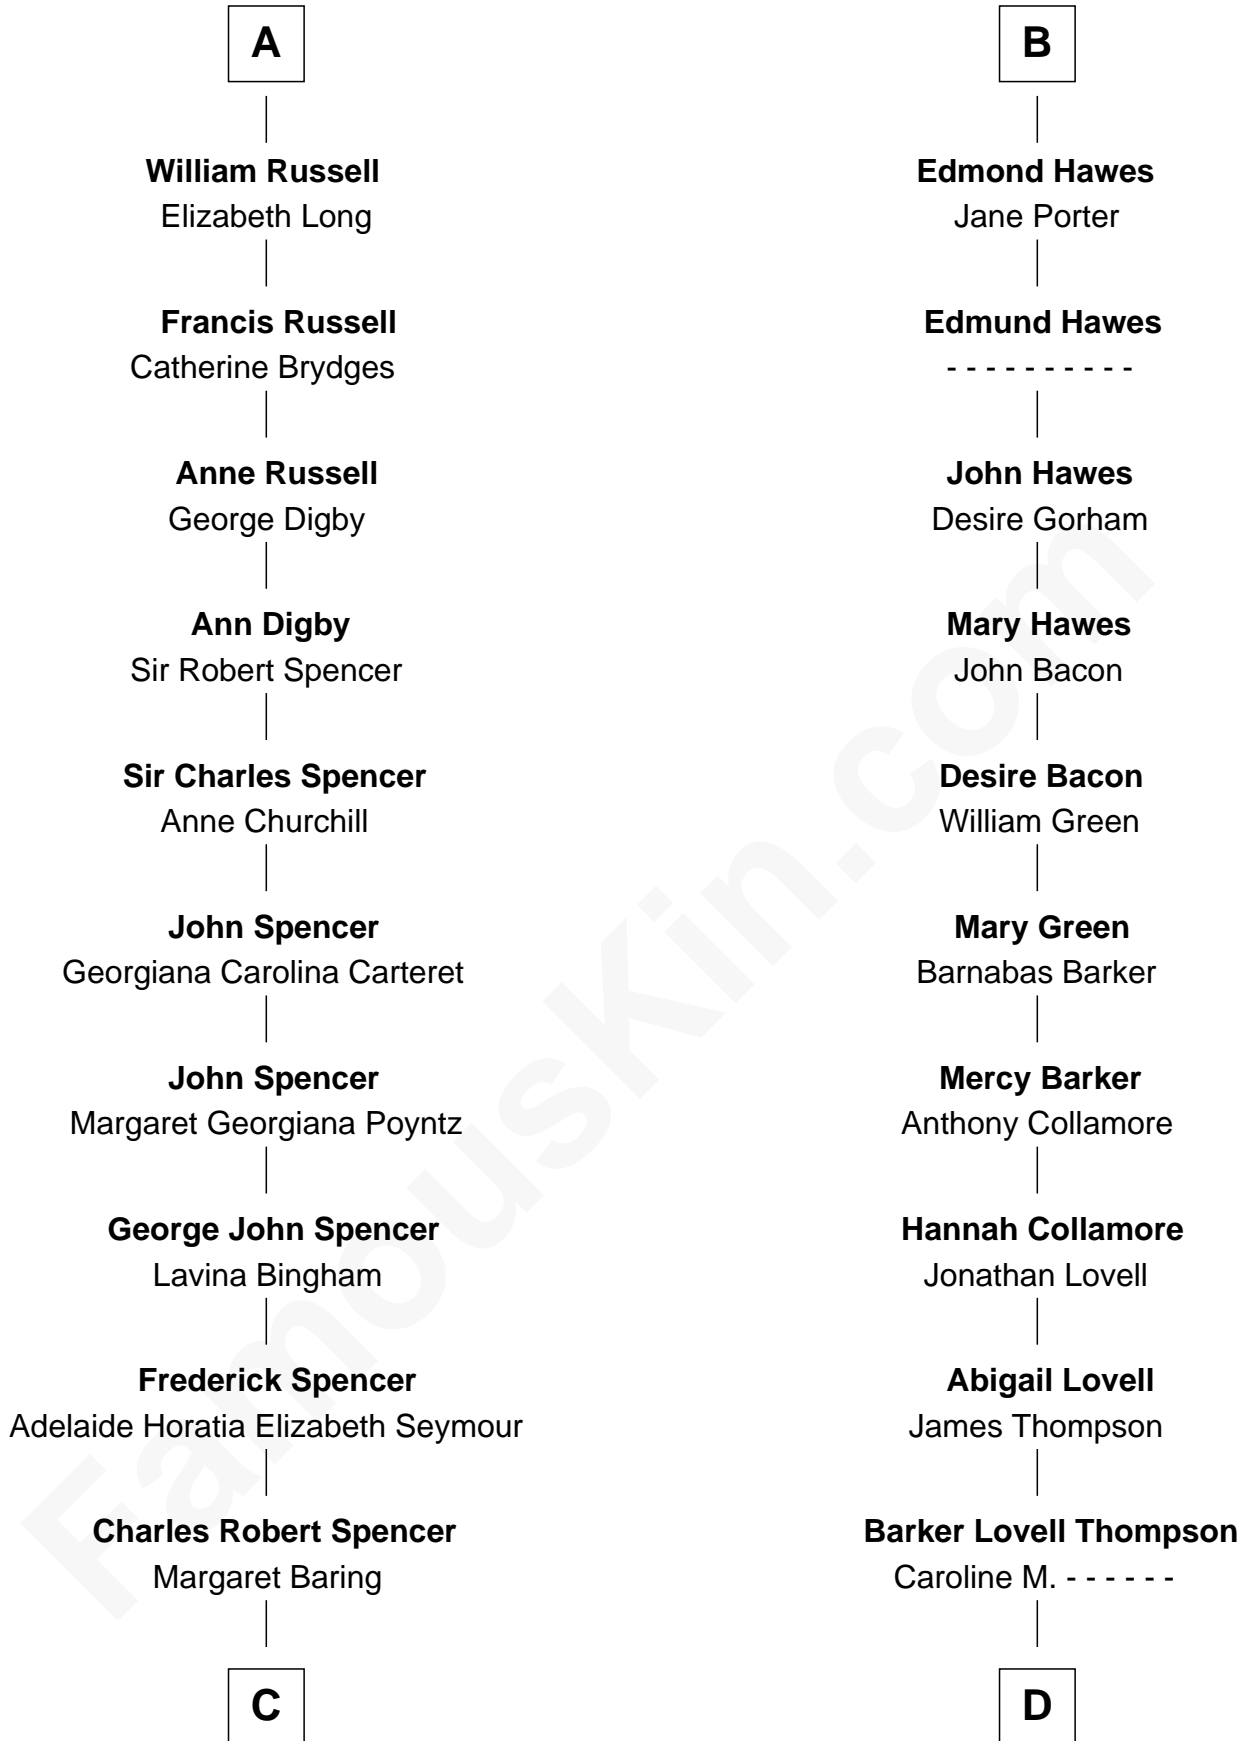 A
William Russell
Elizabeth Long
Francis Russell
Catherine Brydges
Anne Russell
George Digby
Ann Digby
Sir Robert Spencer
Sir Charles Spencer
Anne Churchill
John Spencer
Georgiana Carolina Carteret
John Spencer
Margaret Georgiana Poyntz
George John Spencer
Lavina Bingham
Frederick Spencer
Adelaide Horatia Elizabeth Seymour
Charles Robert Spencer
Margaret Baring
C
B
Edmond Hawes
Jane Porter
Edmund Hawes
- - - - - - - - - -
John Hawes
Desire Gorham
Mary Hawes
John Bacon
Desire Bacon
William Green
Mary Green
Barnabas Barker
Mercy Barker
Anthony Collamore
Hannah Collamore
Jonathan Lovell
Abigail Lovell
James Thompson
Barker Lovell Thompson
Caroline M. - - - - - -
D
FamousKin.com